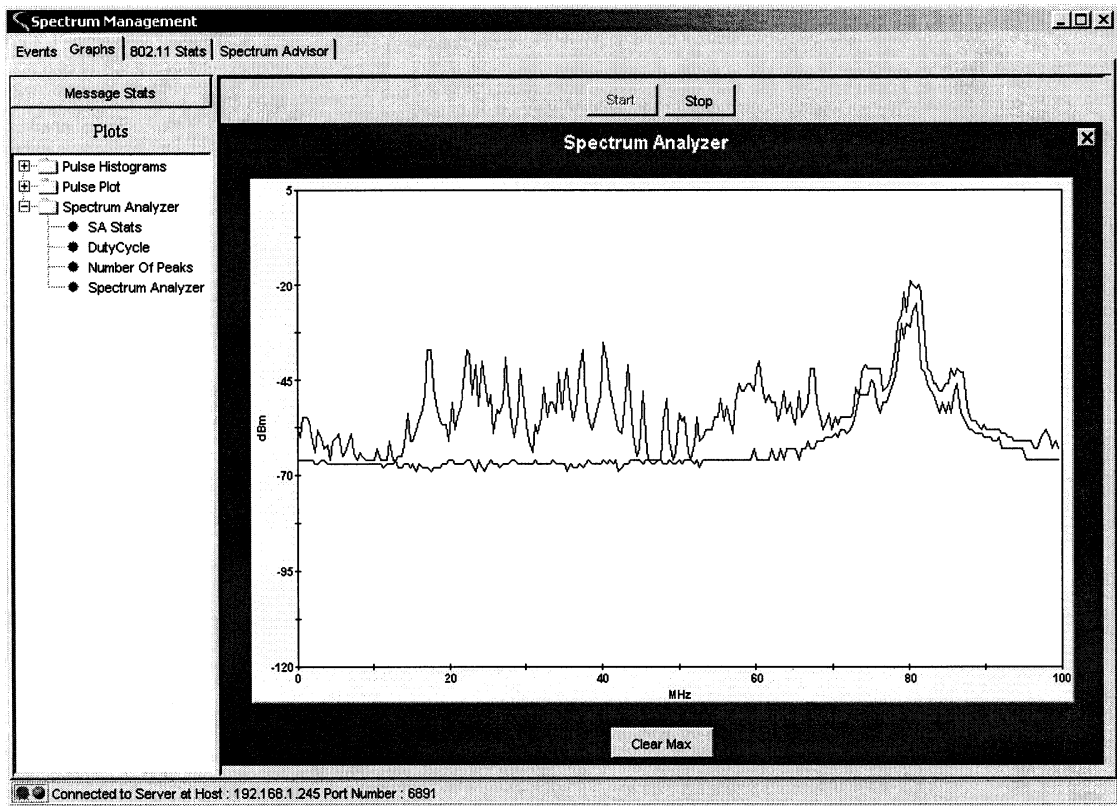 Spectrum Management
Events Graphs 802.11 Stats Spectrum Advisor
Message Stats
Plots
Pulse Histograms
Pulse Plot
Spectrum Analyzer
SA Stats
DutyCycle
Number Of Peaks
Spectrum Analyzer
Start Stop
Spectrum Analyzer
5
-20
-45
-70
-95
-120
dBm
0 20 40 60 80 100
MHz
Clear Max
Connected to Server at Host : 192.168.1.245 Port Number : 6891